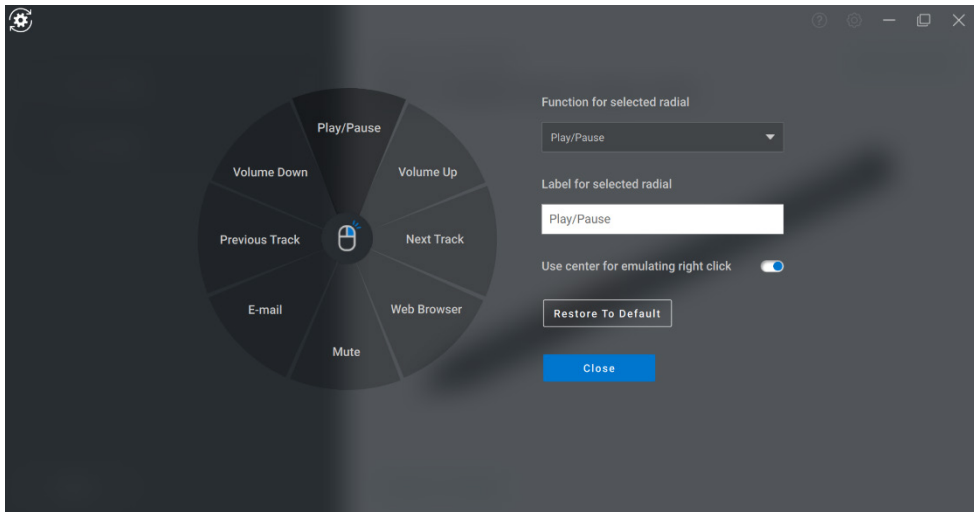 Function for selected radial
Play/Pause
Play/Pause
Volume Down
Volume Up
Label for selected radial
Play/Pause
Previous Track
Next Track
Use center for emulating right click
E-mail
Web Browser
Restore To Default
Mute
Close